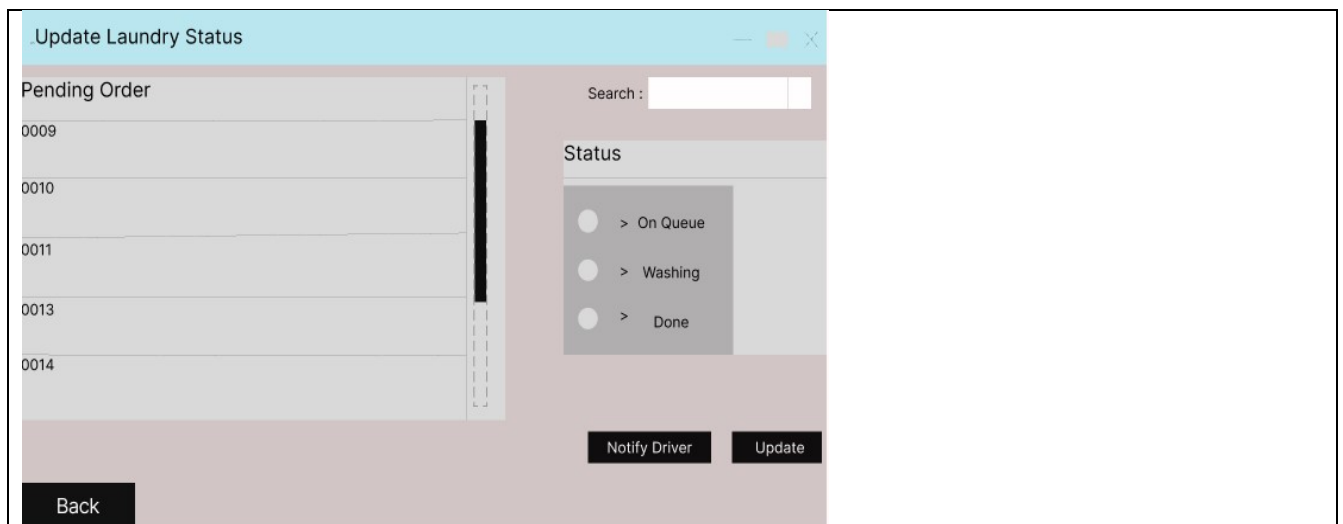 Update Laundry Status
Pending Order
0009
0010
0011
0013
0014
Search :
Status
> On Queue
> Washing
> Done
Notify Driver
Update
Back